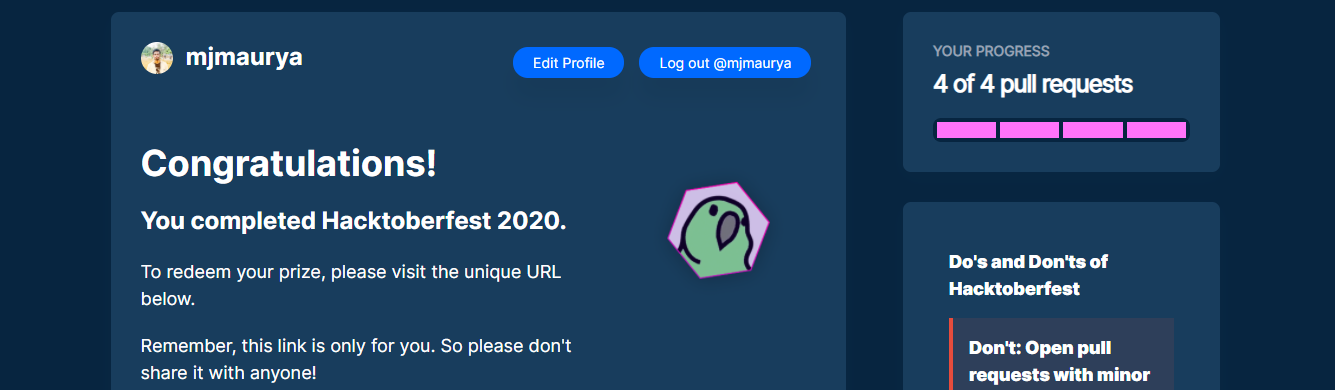 mjmaurya
Edit Profile
Log out @mjmaurya
Congratulations!
You completed Hacktoberfest 2020.
To redeem your prize, please visit the unique URL
below.
Remember, this link is only for you. So please don't
share it with anyone!
YOUR PROGRESS
4 of 4 pull requests
Do's and Don'ts of
Hacktoberfest
Don't: Open pull
requests with minor